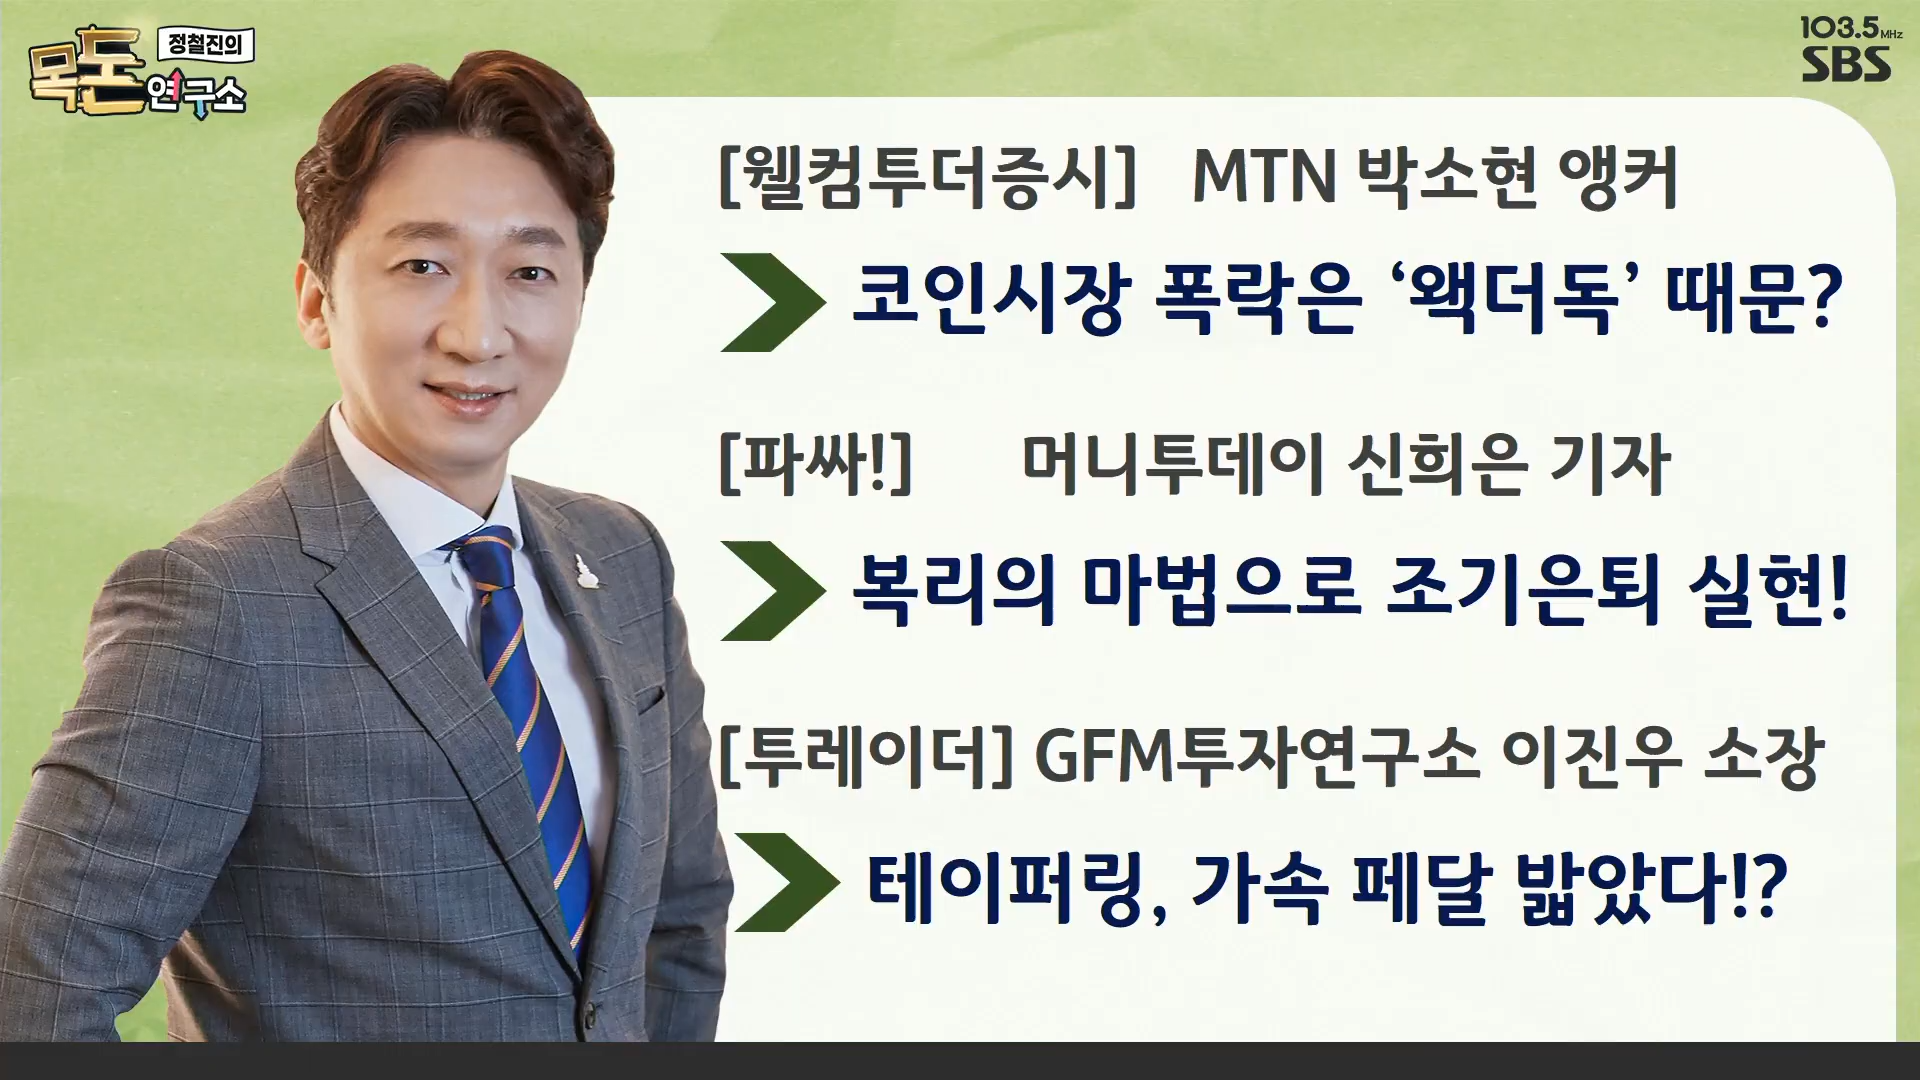 정철진의
목돈연구소
103.5MHz
SBS
[웰컴투더증시] MTN 박소현 앵커
코인시장 폭락은 ‘왝더독’ 때문?
[파싸!] 머니투데이 신희은 기자
복리의 마법으로 조기은퇴 실현!
[투레이더] GFM투자연구소 이진우 소장
테이퍼링, 가속 페달 밟았다!?